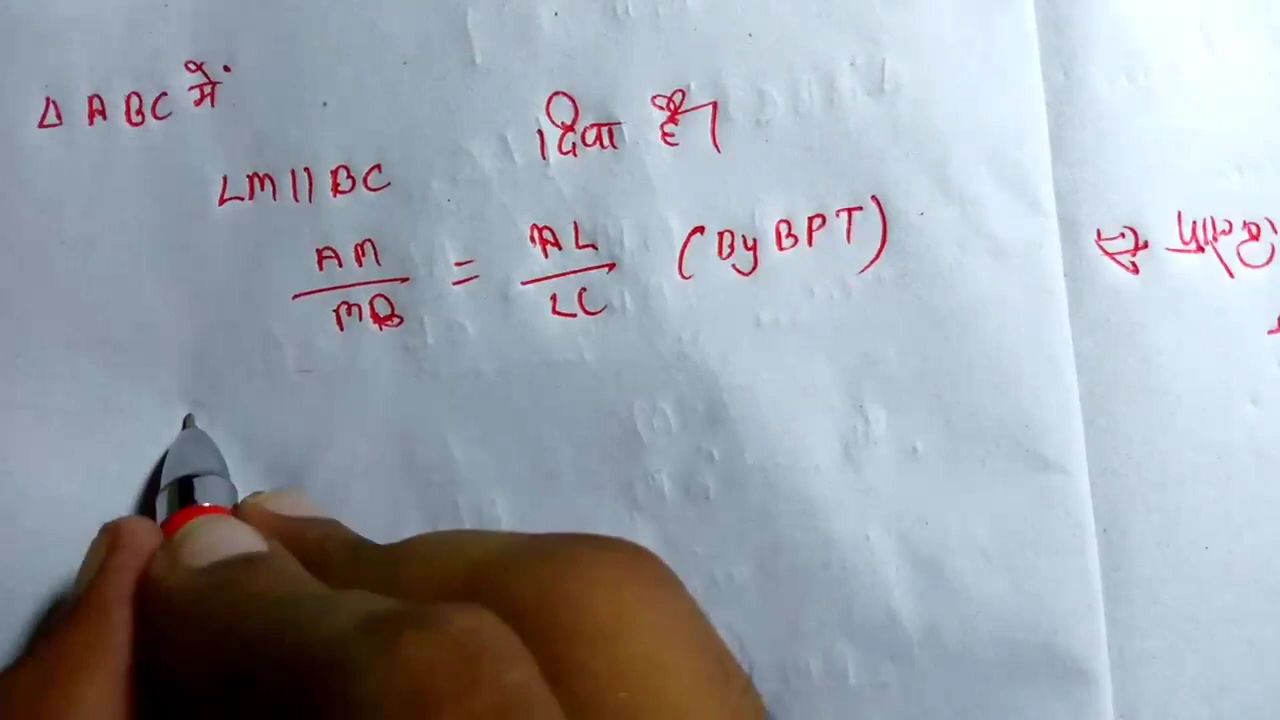 Δ ABC में
दिया है।
LM || BC
AM/MB = AL/LC (By BPT)